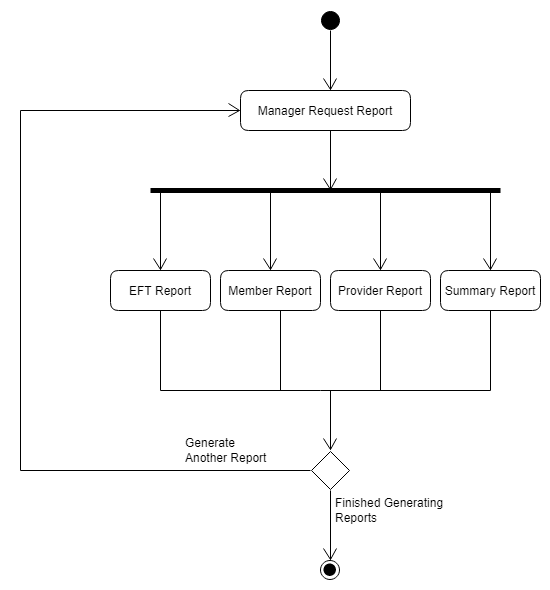 Manager Request Report
EFT Report
Member Report
Provider Report
Summary Report
Generate
Another Report
Finished Generating
Reports